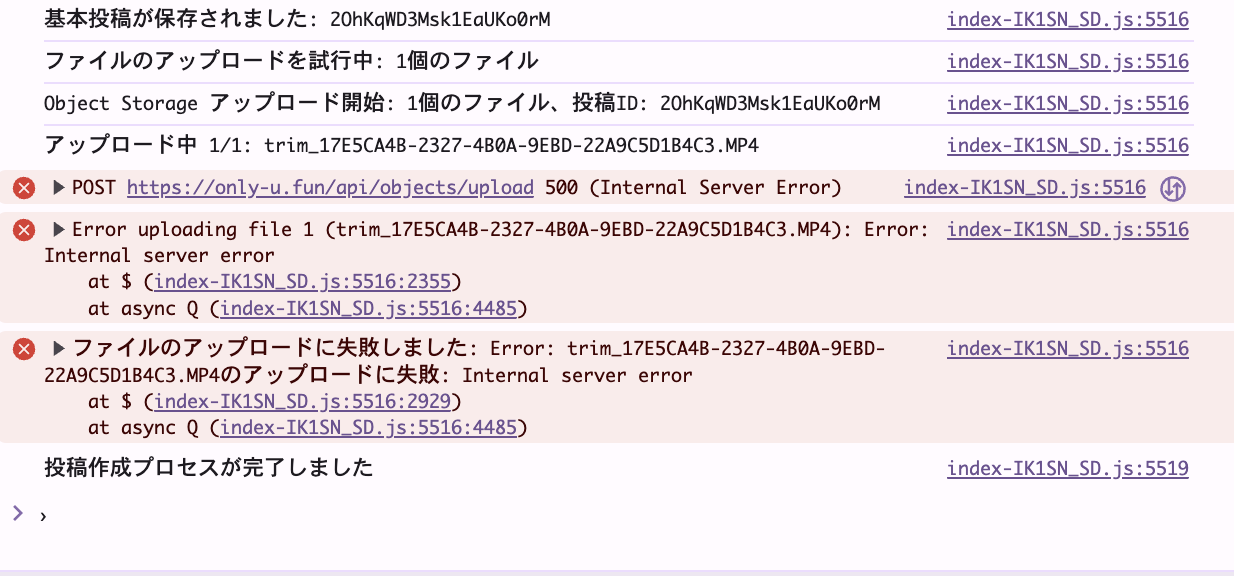 基本投稿が保存されました: 2OhKqWD3Msk1EaUKo0rM index-IK1SN_SD.js:5516
ファイルのアップロードを試行中: 1個のファイル index-IK1SN_SD.js:5516
Object Storage アップロード開始: 1個のファイル、投稿ID: 2OhKqWD3Msk1EaUKo0rM index-IK1SN_SD.js:5516
アップロード中 1/1: trim_17E5CA4B-2327-4B0A-9EBD-22A9C5D1B4C3.MP4 index-IK1SN_SD.js:5516
POST https://only-u.fun/api/objects/upload 500 (Internal Server Error) index-IK1SN_SD.js:5516
Error uploading file 1 (trim_17E5CA4B-2327-4B0A-9EBD-22A9C5D1B4C3.MP4): Error: index-IK1SN_SD.js:5516
Internal server error
at $ (index-IK1SN_SD.js:5516:2355)
at async Q (index-IK1SN_SD.js:5516:4485)
ファイルのアップロードに失敗しました: Error: trim_17E5CA4B-2327-4B0A-9EBD- index-IK1SN_SD.js:5516
22A9C5D1B4C3.MP4のアップロードに失敗: Internal server error
at $ (index-IK1SN_SD.js:5516:2929)
at async Q (index-IK1SN_SD.js:5516:4485)
投稿作成プロセスが完了しました index-IK1SN_SD.js:5519